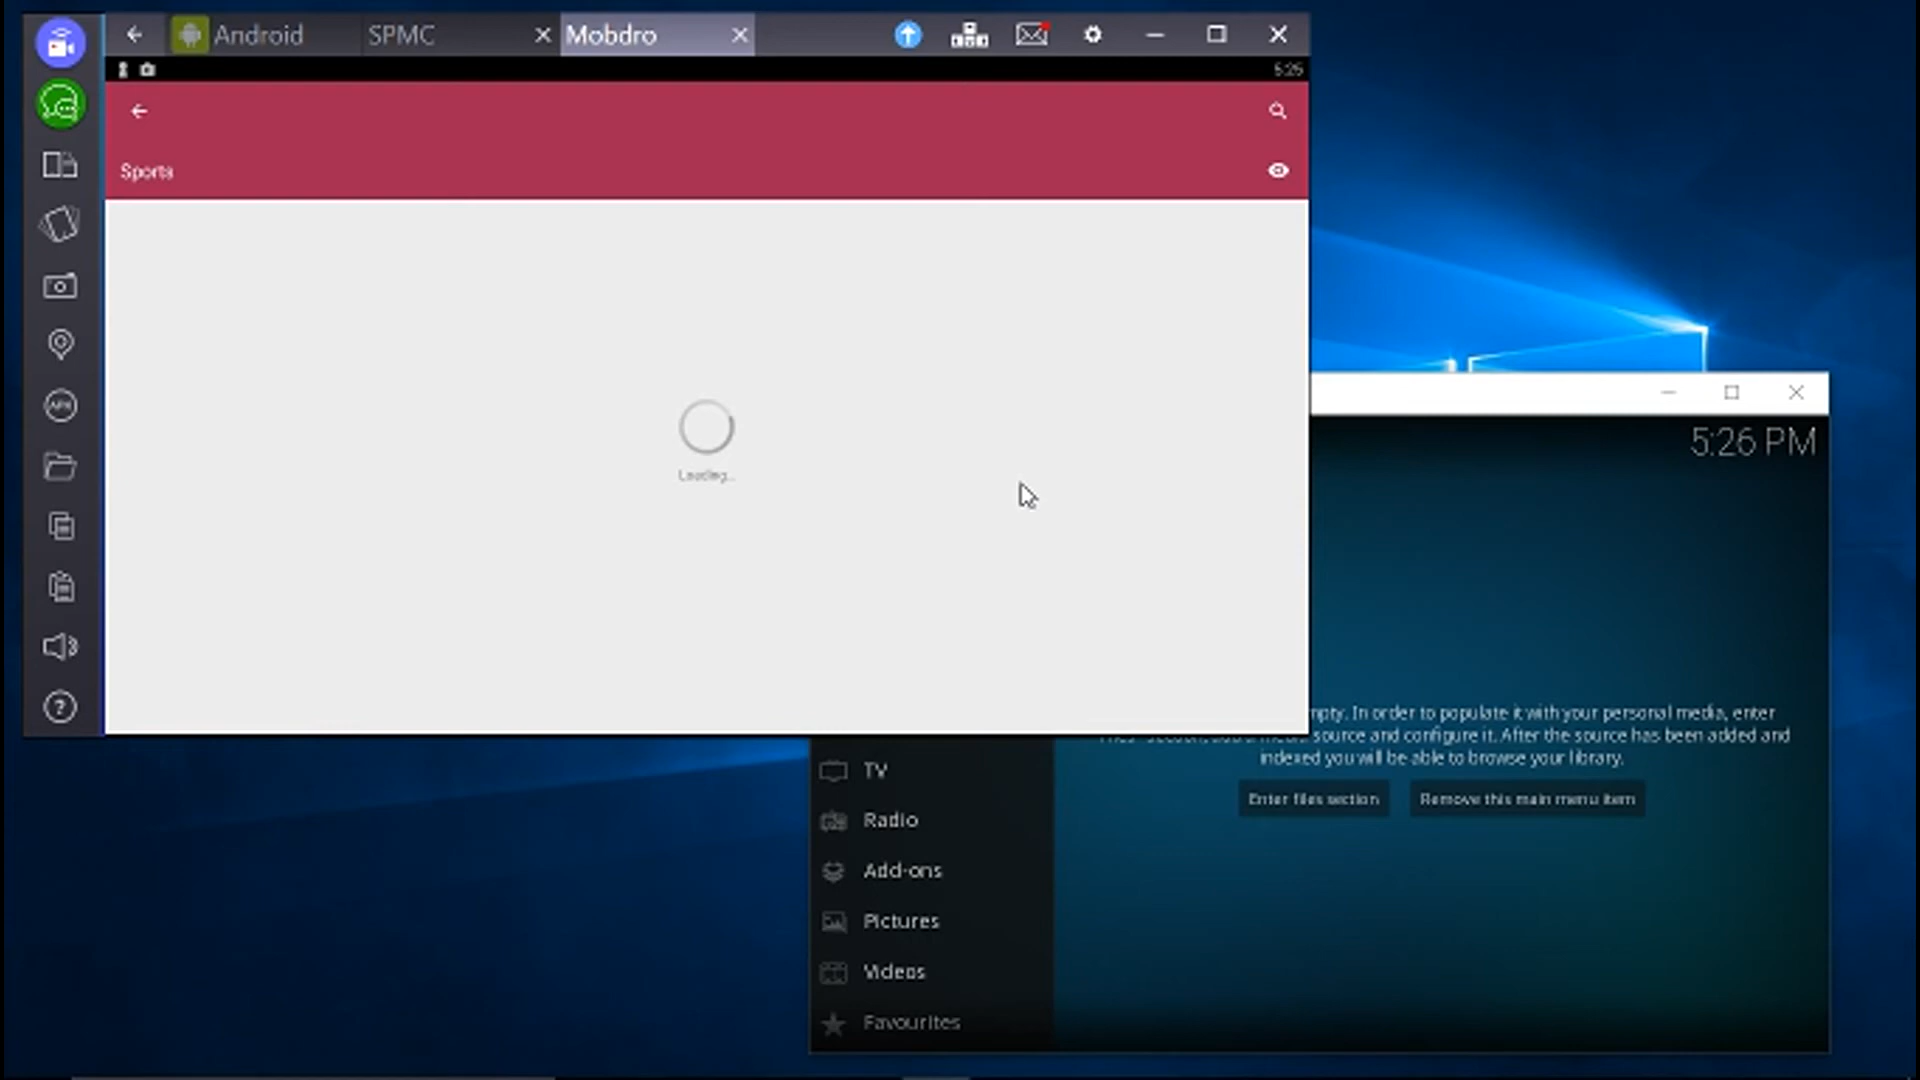 Android
SPMC
Mobdro
5:25
Sports
Loading...
5:26 PM
mpty. In order to populate it with your personal media, enter
source and configure it. After the source has been added and
indexed you will be able to browse your library.
Enter files section
Remove this main menu item
TV
Radio
Add-ons
Pictures
Videos
Favourites
APK
?